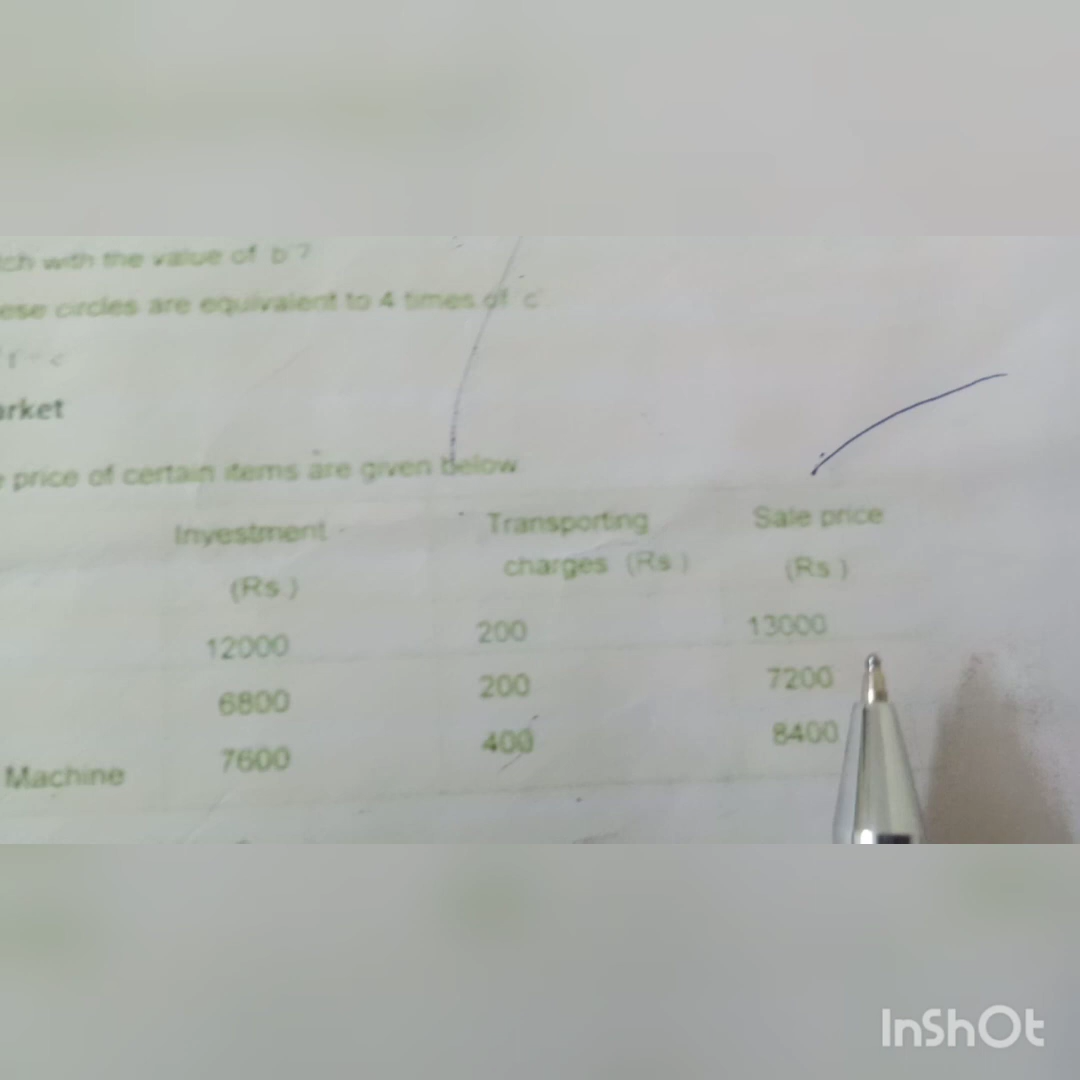 ch with the value of b ?
ese circles are equivalent to 4 times of c
arket
price of certain items are given below
Investment Transporting Sale price
(Rs.) charges (Rs.) (Rs.)
12000 200 13000
6800 200 7200
Machine 7600 400 8400
InShOt